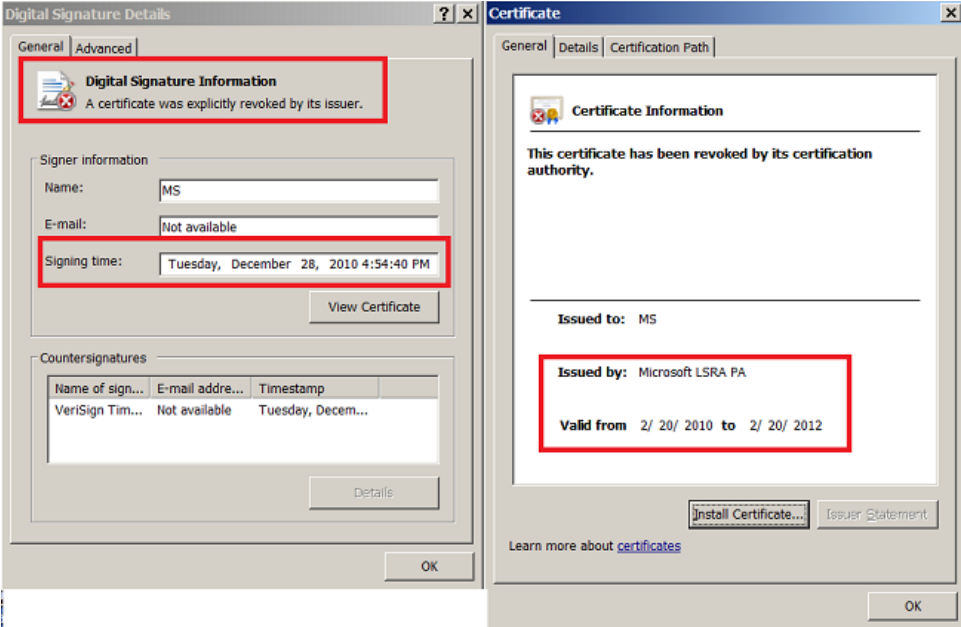 Digital Signature Details
General
Advanced
Digital Signature Information
A certificate was explicitly revoked by its issuer.
Signer information
Name:
MS
E-mail:
Not available
Signing time:
Tuesday, December 28, 2010 4:54:40 PM
View Certificate
Countersignatures
Name of sign... E-mail addre... Timestamp
VeriSign Tim... Not available Tuesday, Decem...
Details
OK
Certificate
General
Details
Certification Path
Certificate Information
This certificate has been revoked by its certification
authority.
Issued to: MS
Issued by: Microsoft LSRA PA
Valid from 2/ 20/ 2010 to 2/ 20/ 2012
Install Certificate...
Issuer Statement
Learn more about certificates
OK